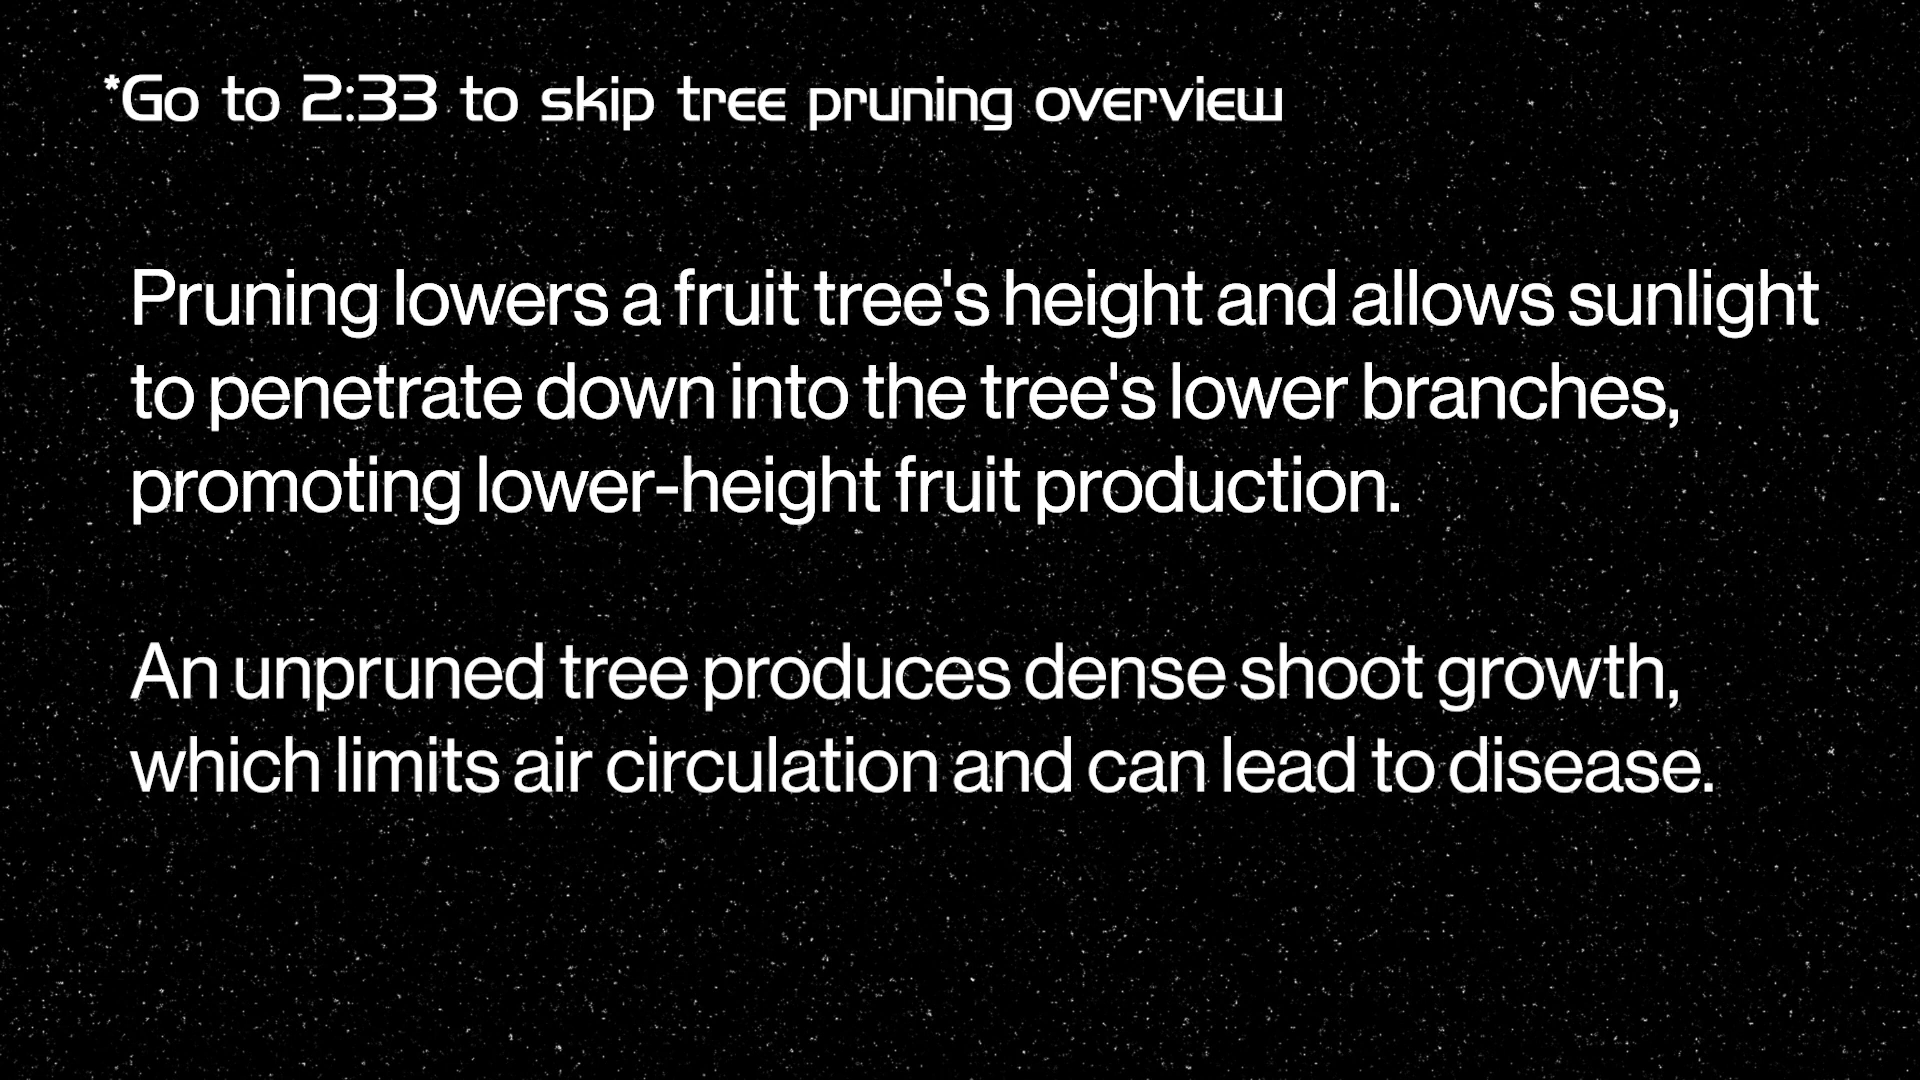 *Go to 2:33 to skip tree pruning overview
Pruning lowers a fruit tree's height and allows sunlight
to penetrate down into the tree's lower branches,
promoting lower-height fruit production.
An unpruned tree produces dense shoot growth,
which limits air circulation and can lead to disease.